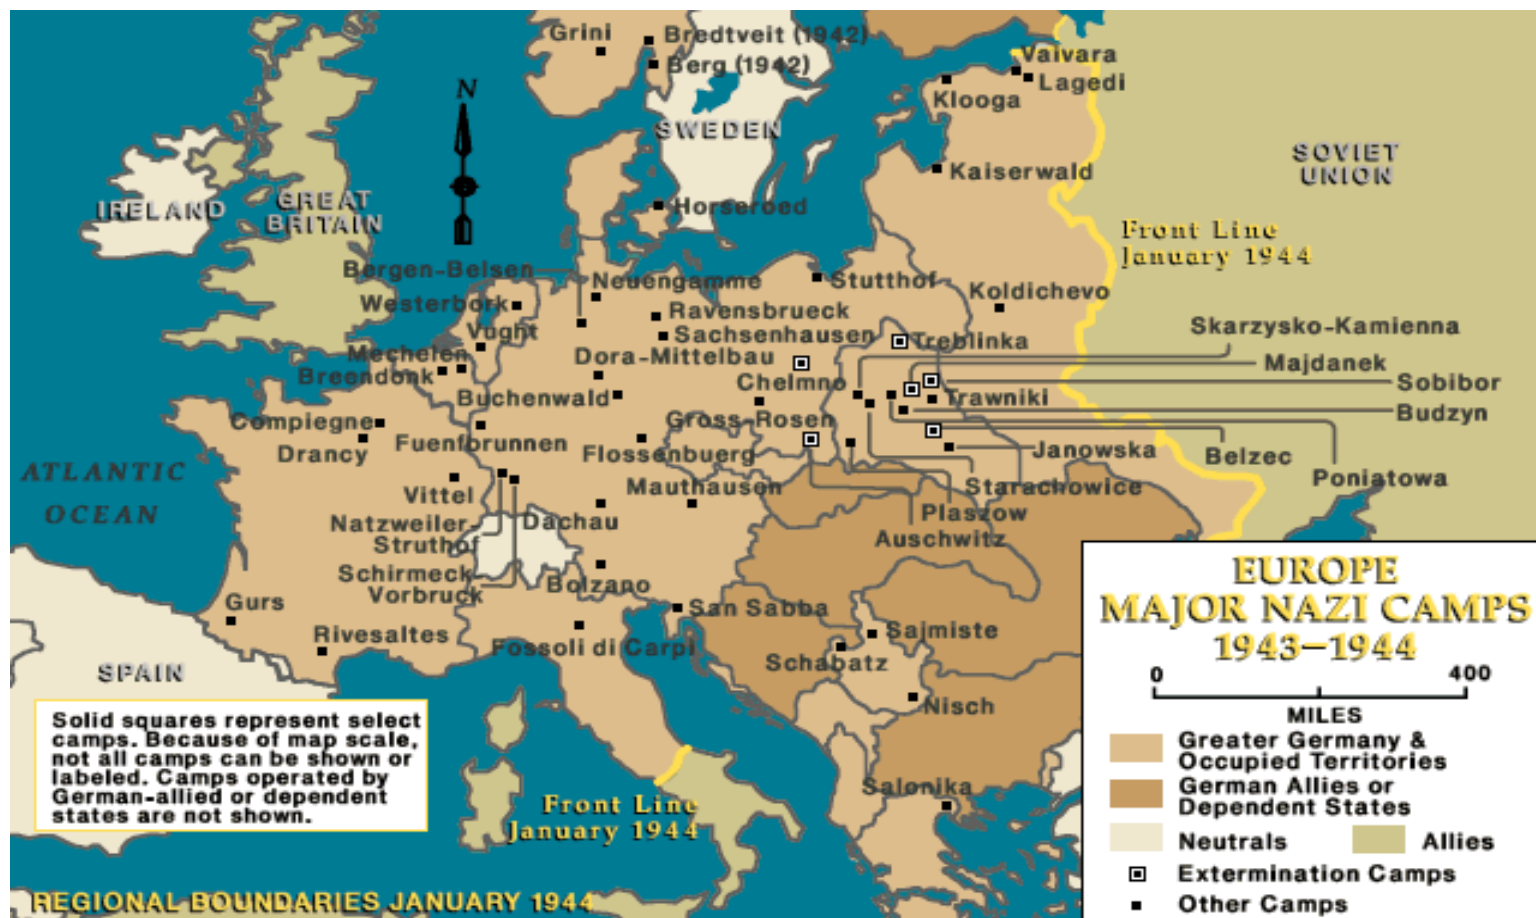 Grini
Bredtveit (1942)
Berg (1942)
Vaivara
Lagedi
Klooga
N
SWEDEN
SOVIET
UNION
Kaiserwald
IRELAND
GREAT
BRITAIN
Horseroed
Front Line
January 1944
Bergen-Belsen
Neuengamme
Stutthof
Koldichevo
Westerbork
Ravensbrueck
Skarzysko-Kamienna
Vught
Sachsenhausen
Treblinka
Mechelen
Dora-Mittelbau
Majdanek
Breendonk
Chelmno
Sobibor
Buchenwald
Trawniki
Budzyn
Compiegne
Gross-Rosen
Drancy
Fuenfbrunnen
Flossenbuerg
Janowska
Belzec
ATLANTIC
OCEAN
Poniatowa
Vittel
Mauthausen
Starachowice
Natzweiler-
Struthof
Dachau
Plaszow
Auschwitz
Schirmeck-
Vorbruck
Bolzano
Gurs
San Sabba
Rivesaltes
Fossoli di Carpi
Sajmiste
Schabatz
SPAIN
Nisch
Salonika
Solid squares represent select
camps. Because of map scale,
not all camps can be shown or
labeled. Camps operated by
German-allied or dependent
states are not shown.
Front Line
January 1944
REGIONAL BOUNDARIES JANUARY 1944
EUROPE
MAJOR NAZI CAMPS
1943–1944
0 400
MILES
Greater Germany &
Occupied Territories
German Allies or
Dependent States
Neutrals Allies
Extermination Camps
Other Camps